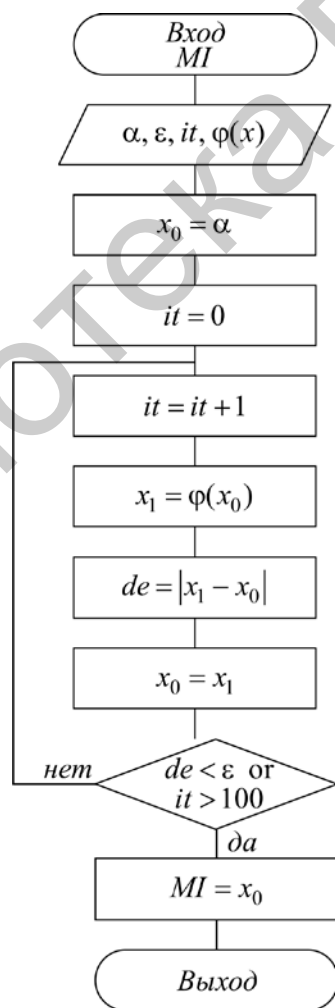 Вход
MI
α, ε, it, φ(x)
x₀ = α
it = 0
it = it + 1
x₁ = φ(x₀)
de = |x₁ − x₀|
x₀ = x₁
нет
de < ε or
it > 100
да
MI = x₀
Выход